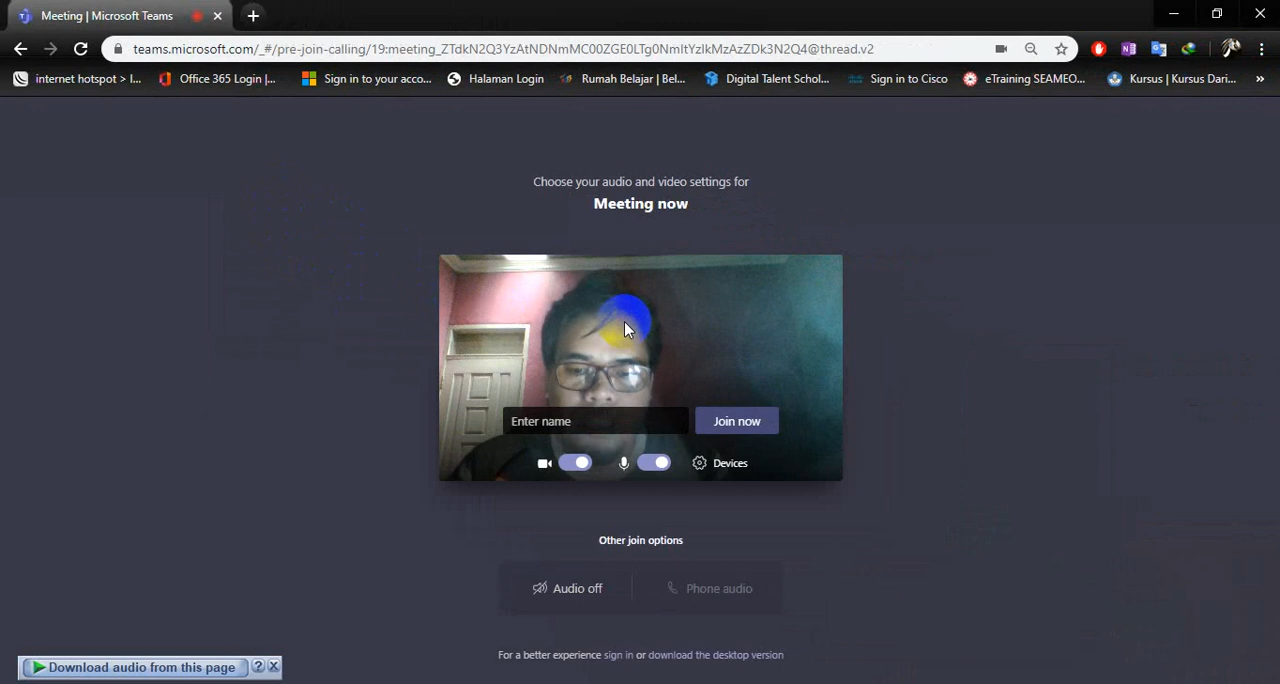 Meeting | Microsoft Teams
teams.microsoft.com/_#/pre-join-calling/19:meeting_ZTdkN2Q3YzAtNDNmMC00ZGE0LTg0NmItYzlkMzAzZDk3N2Q4@thread.v2
internet hotspot > I... Office 365 Login |... Sign in to your acco... Halaman Login Rumah Belajar | Bel... Digital Talent Schol... Sign in to Cisco eTraining SEAMEO... Kursus | Kursus Dari... »
Choose your audio and video settings for
Meeting now
Enter name Join now
Devices
Other join options
Audio off Phone audio
For a better experience sign in or download the desktop version
Download audio from this page ? X